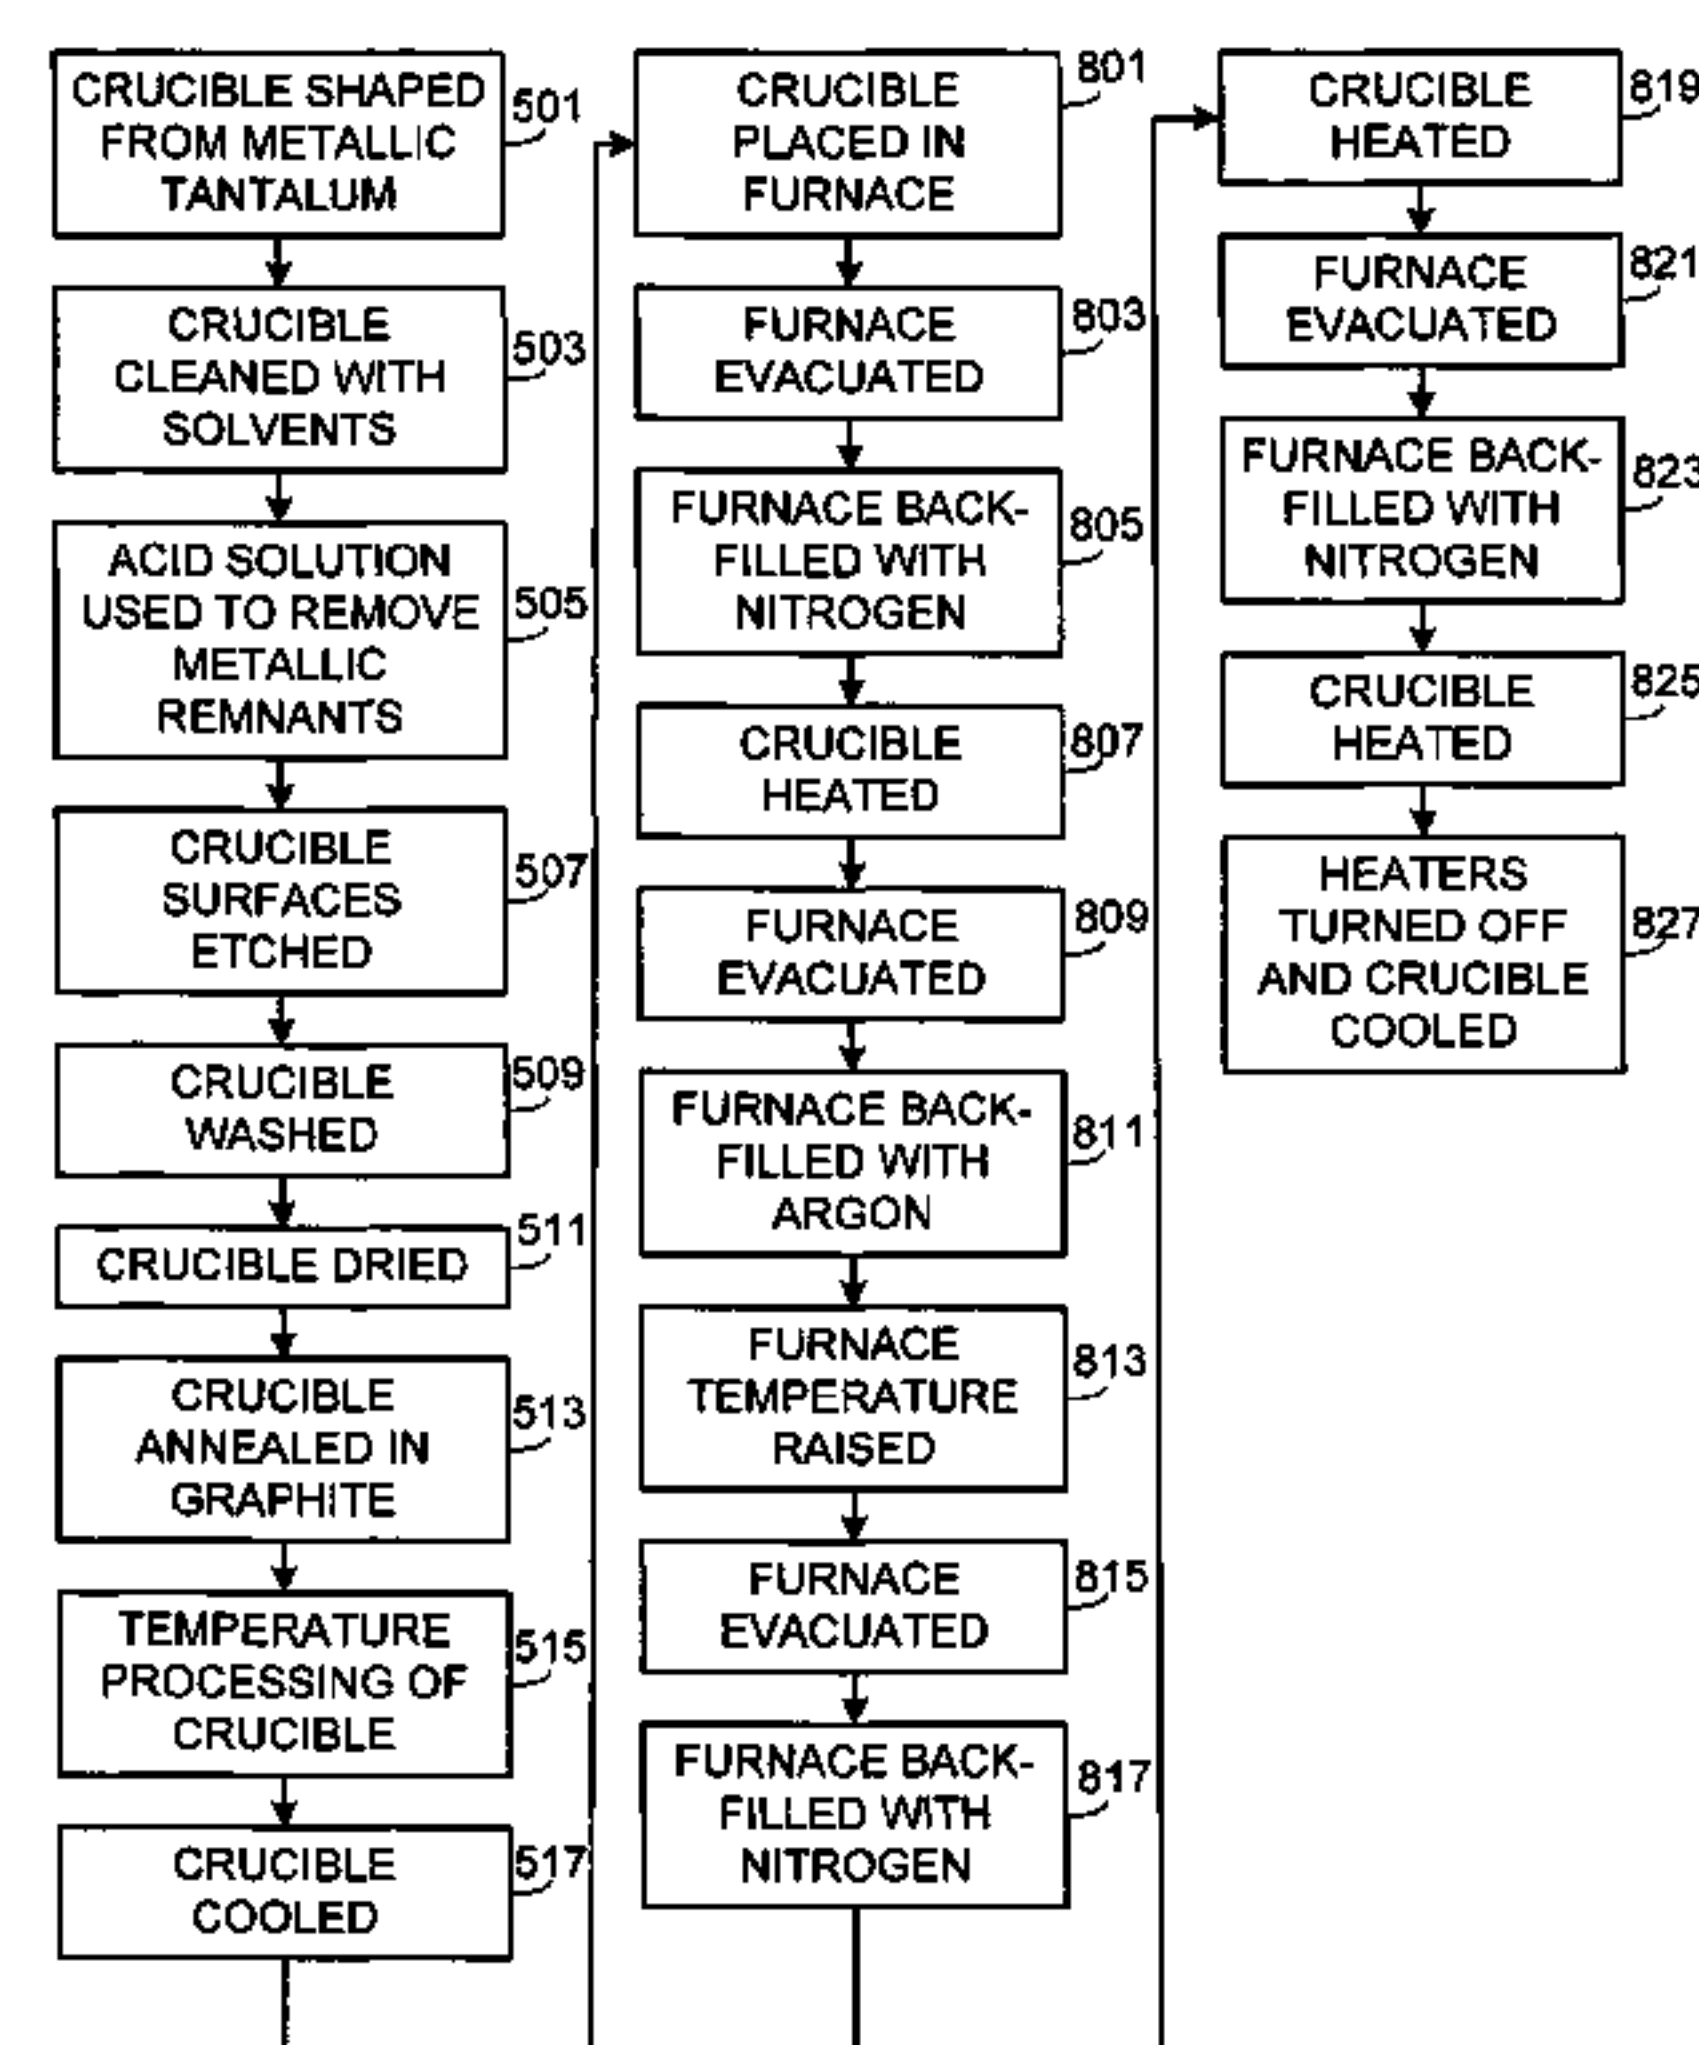 CRUCIBLE SHAPED
FROM METALLIC
TANTALUM
501
CRUCIBLE
CLEANED WITH
SOLVENTS
503
ACID SOLUTION
USED TO REMOVE
METALLIC
REMNANTS
505
CRUCIBLE
SURFACES
ETCHED
507
CRUCIBLE
WASHED
509
CRUCIBLE DRIED
511
CRUCIBLE
ANNEALED IN
GRAPHITE
513
TEMPERATURE
PROCESSING OF
CRUCIBLE
515
CRUCIBLE
COOLED
517
CRUCIBLE
PLACED IN
FURNACE
801
FURNACE
EVACUATED
803
FURNACE BACK-
FILLED WITH
NITROGEN
805
CRUCIBLE
HEATED
807
FURNACE
EVACUATED
809
FURNACE BACK-
FILLED WITH
ARGON
811
FURNACE
TEMPERATURE
RAISED
813
FURNACE
EVACUATED
815
FURNACE BACK-
FILLED WITH
NITROGEN
817
CRUCIBLE
HEATED
819
FURNACE
EVACUATED
821
FURNACE BACK-
FILLED WITH
NITROGEN
823
CRUCIBLE
HEATED
825
HEATERS
TURNED OFF
AND CRUCIBLE
COOLED
827